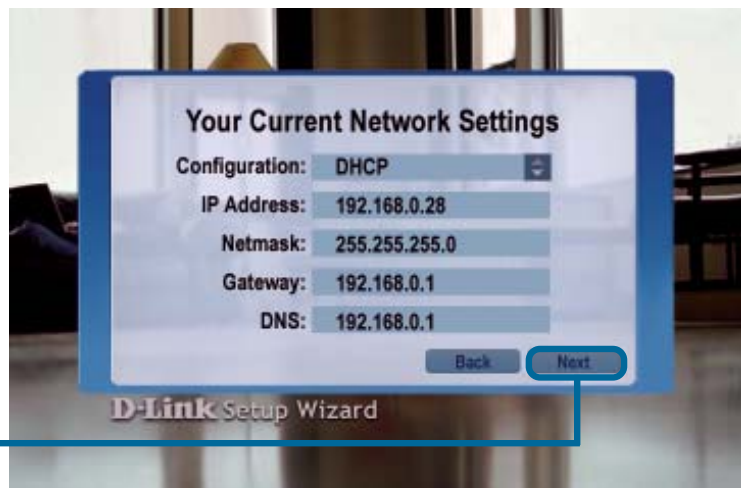 Your Current Network Settings
Configuration: DHCP
IP Address: 192.168.0.28
Netmask: 255.255.255.0
Gateway: 192.168.0.1
DNS: 192.168.0.1
Back Next
D-Link Setup Wizard